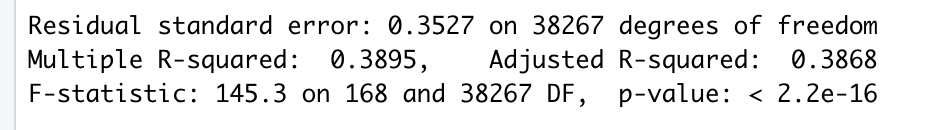 Residual standard error: 0.3527 on 38267 degrees of freedom
Multiple R-squared:  0.3895,    Adjusted R-squared:  0.3868
F-statistic: 145.3 on 168 and 38267 DF,  p-value: < 2.2e-16